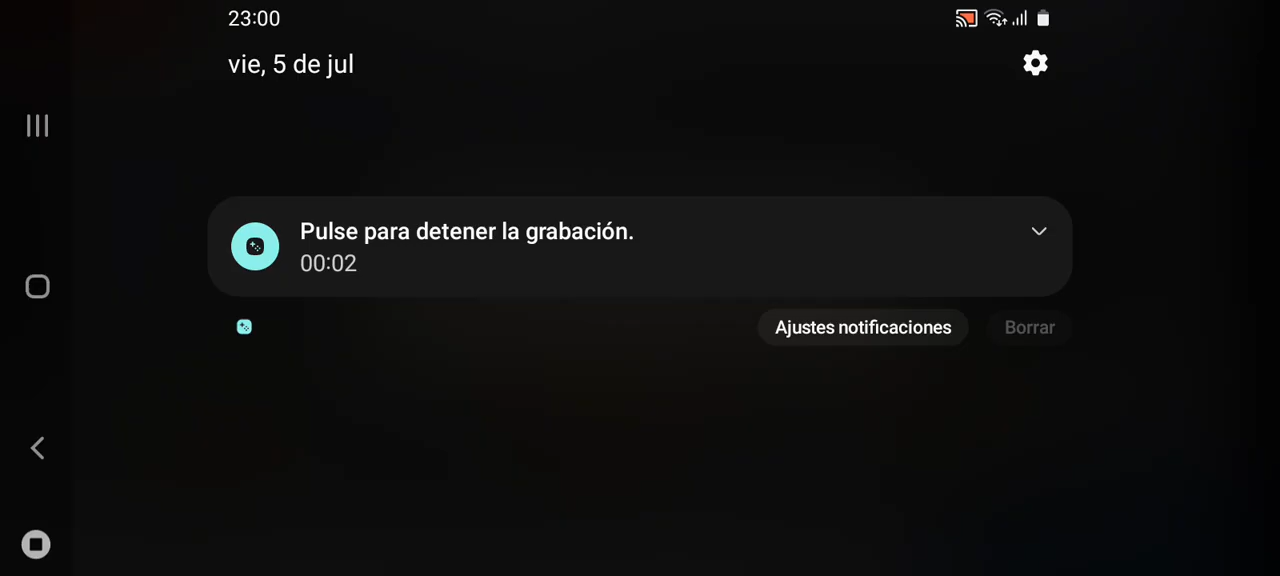 23:00
vie, 5 de jul
Pulse para detener la grabación.
00:02
Ajustes notificaciones
Borrar